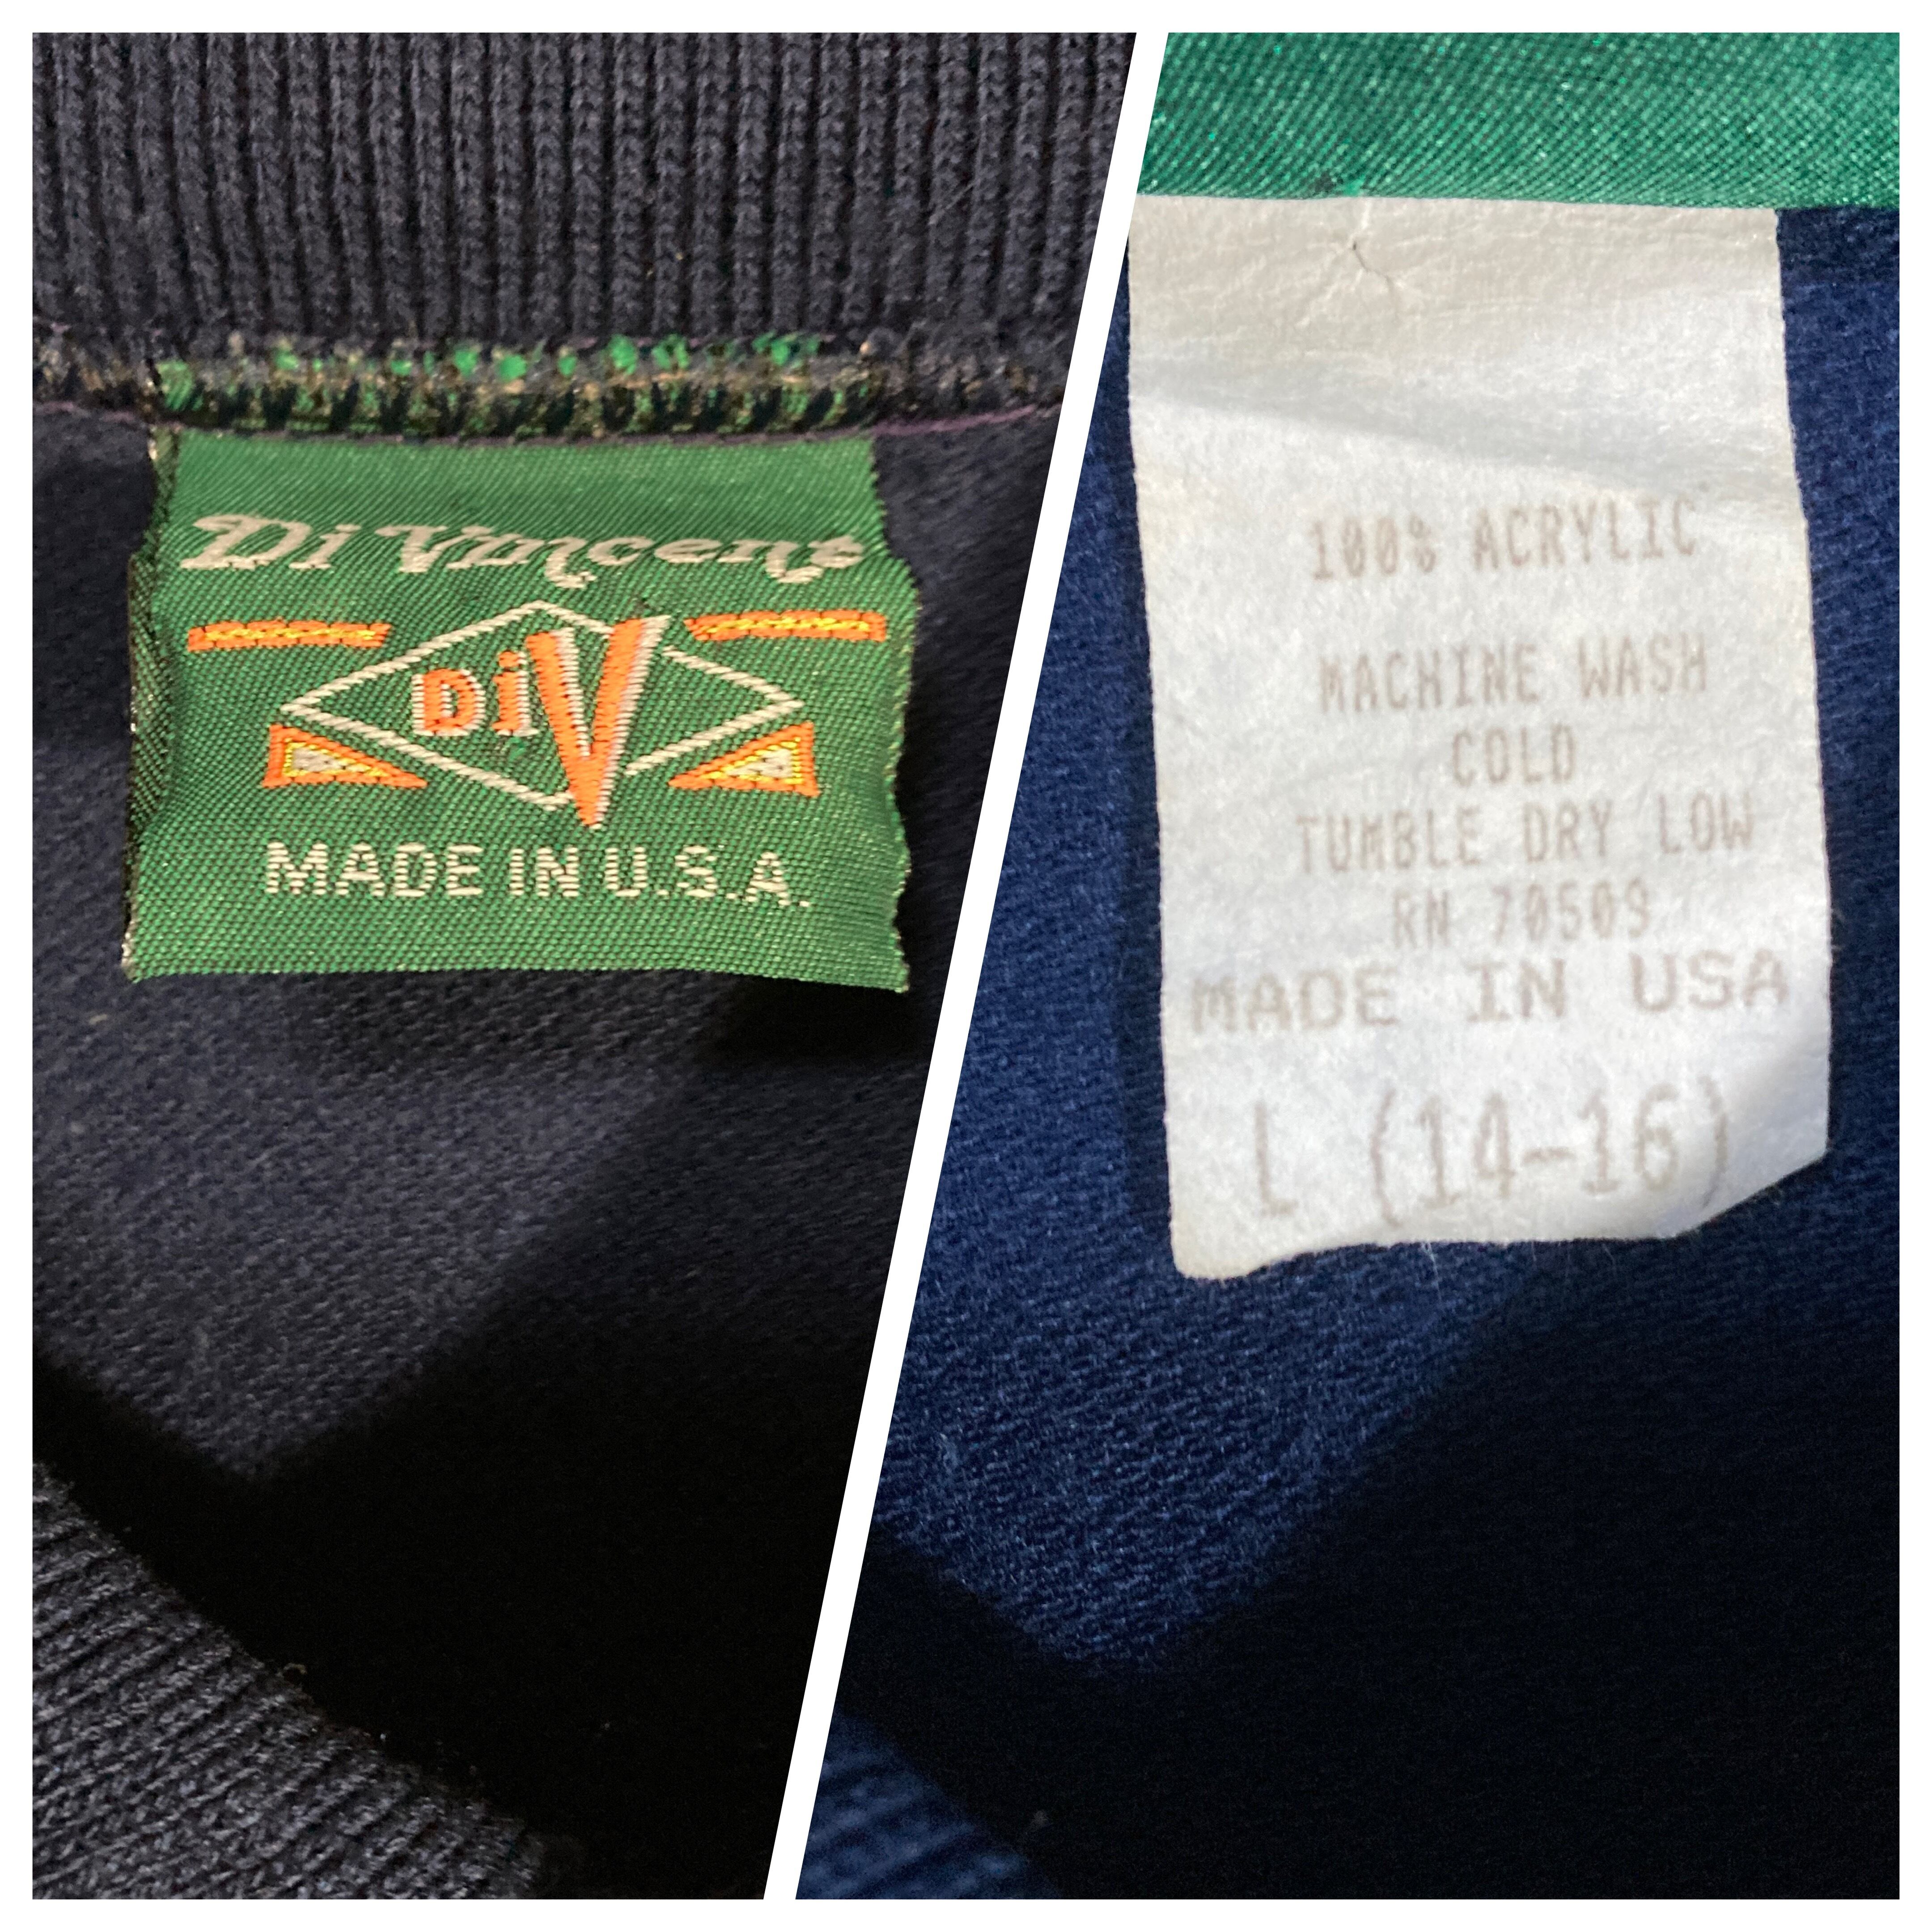 Di Vincent
DiV
MADE IN U.S.A.
100% ACRYLIC
MACHINE WASH
COLD
TUMBLE DRY LOW
RN 70509
MADE IN USA
L (14-16)